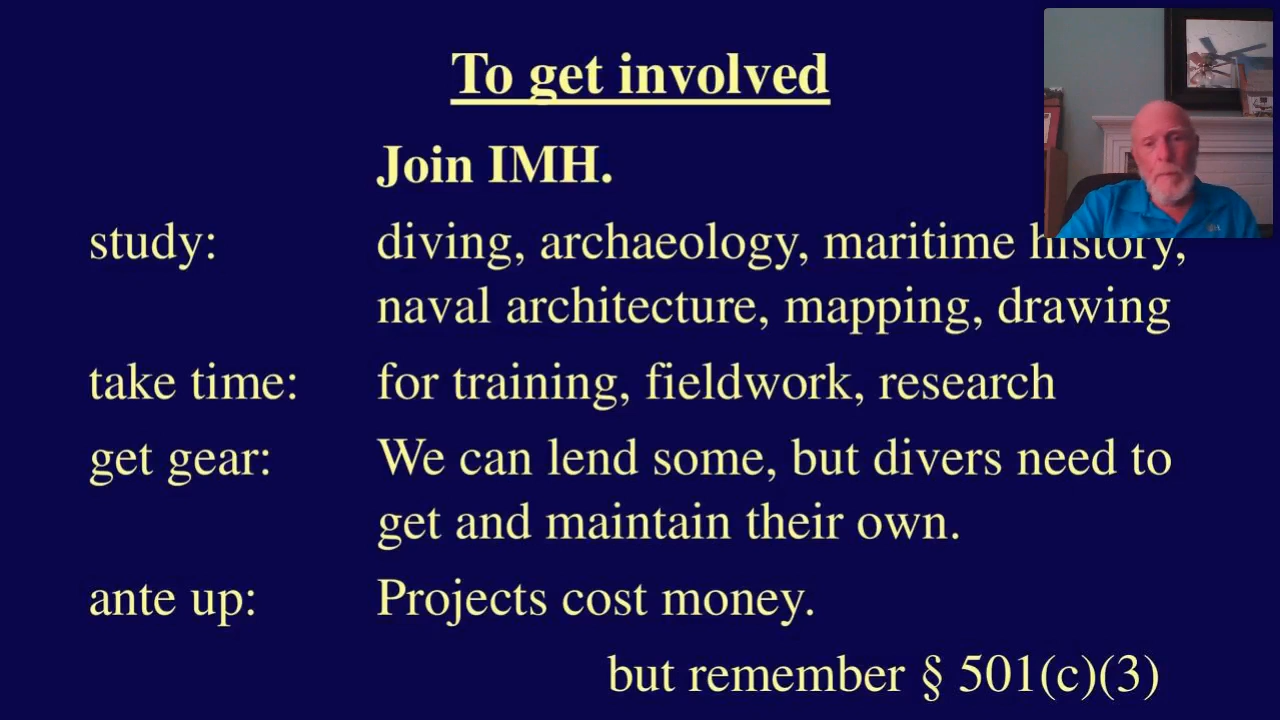 To get involved
Join IMH.
study: diving, archaeology, maritime history,
naval architecture, mapping, drawing
take time: for training, fieldwork, research
get gear: We can lend some, but divers need to
get and maintain their own.
ante up: Projects cost money.
but remember § 501(c)(3)